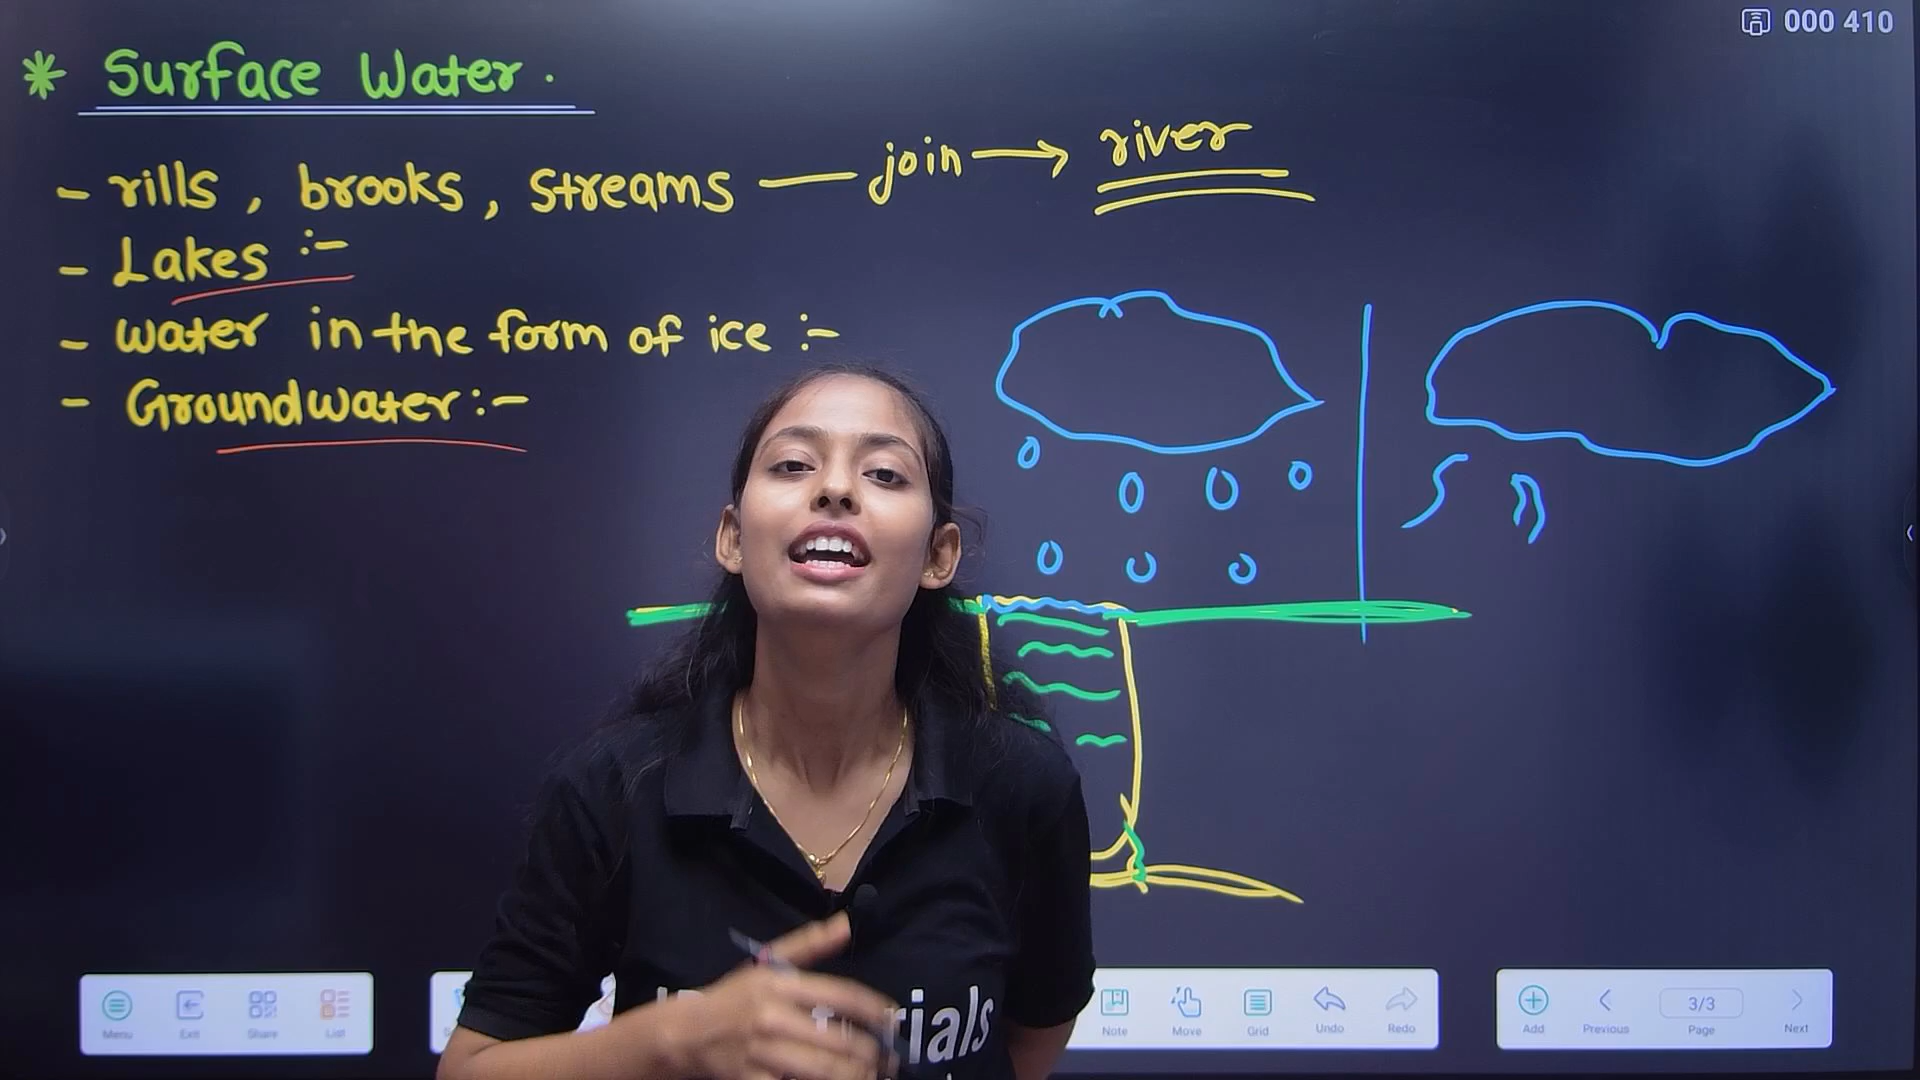 000 410
* Surface Water.
- rills, brooks, streams — join → river
- Lakes :-
- water in the form of ice :-
- Groundwater :-
Menu Exit Share List
Note Move Grid Undo Redo
Add Previous 3/3 Page Next